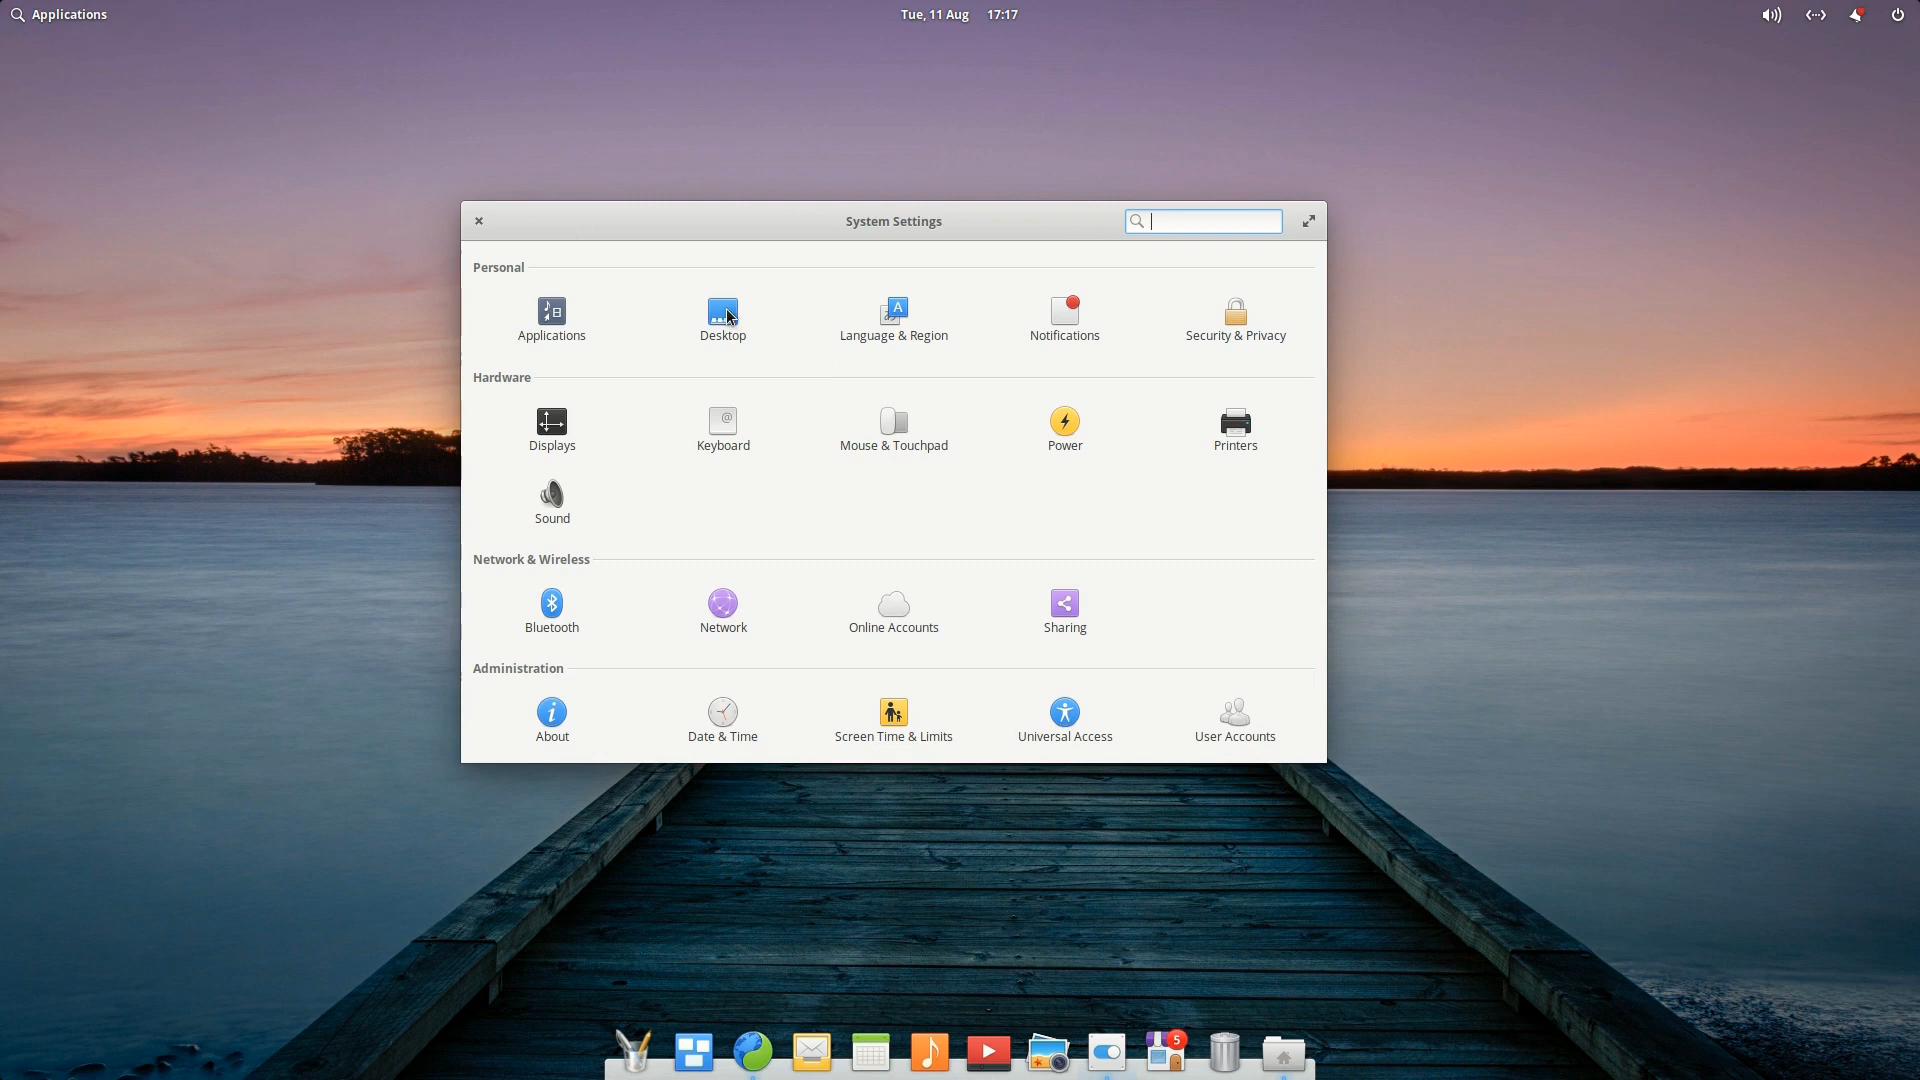 Applications
Tue, 11 Aug 17:17
System Settings
Personal
Applications
Desktop
Language & Region
Notifications
Security & Privacy
Hardware
Displays
Keyboard
Mouse & Touchpad
Power
Printers
Sound
Network & Wireless
Bluetooth
Network
Online Accounts
Sharing
Administration
About
Date & Time
Screen Time & Limits
Universal Access
User Accounts
5